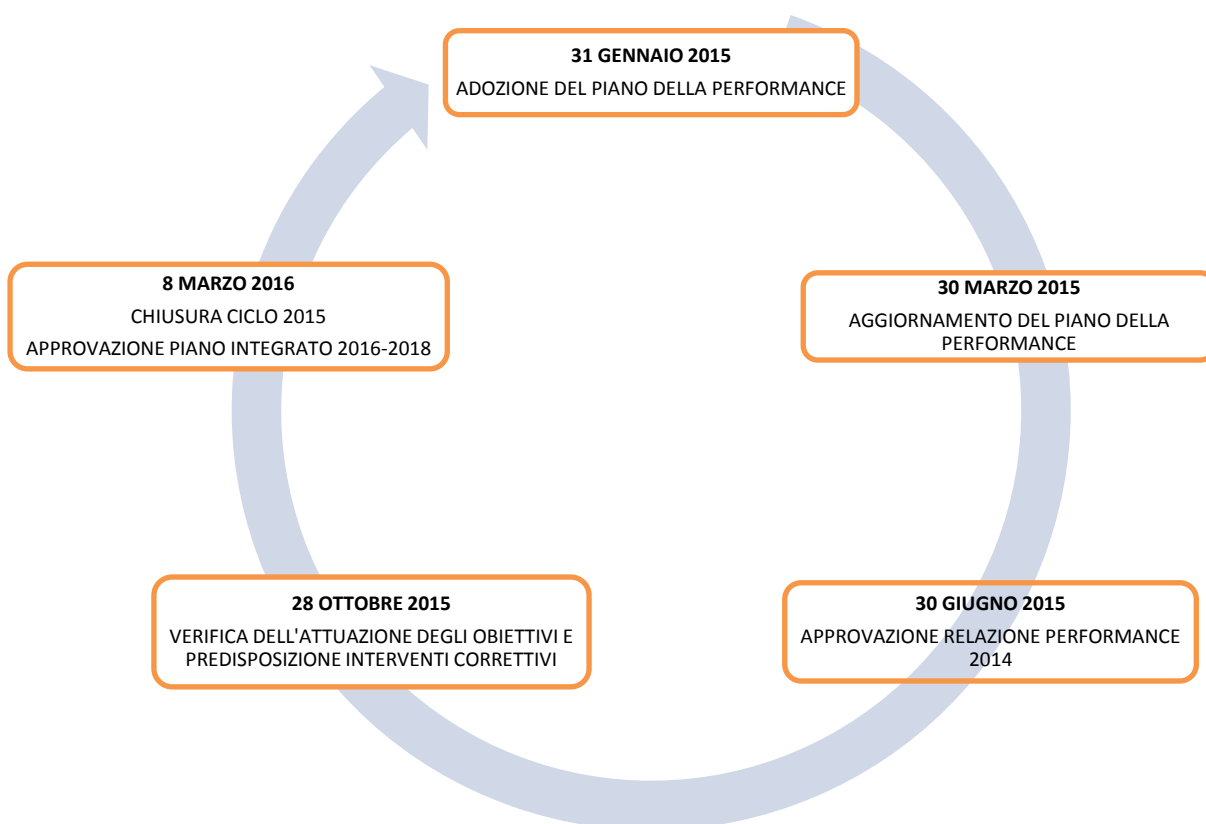 31 GENNAIO 2015
ADOZIONE DEL PIANO DELLA PERFORMANCE
30 MARZO 2015
AGGIORNAMENTO DEL PIANO DELLA
PERFORMANCE
30 GIUGNO 2015
APPROVAZIONE RELAZIONE PERFORMANCE
2014
28 OTTOBRE 2015
VERIFICA DELL'ATTUAZIONE DEGLI OBIETTIVI E
PREDISPOSIZIONE INTERVENTI CORRETTIVI
8 MARZO 2016
CHIUSURA CICLO 2015
APPROVAZIONE PIANO INTEGRATO 2016-2018